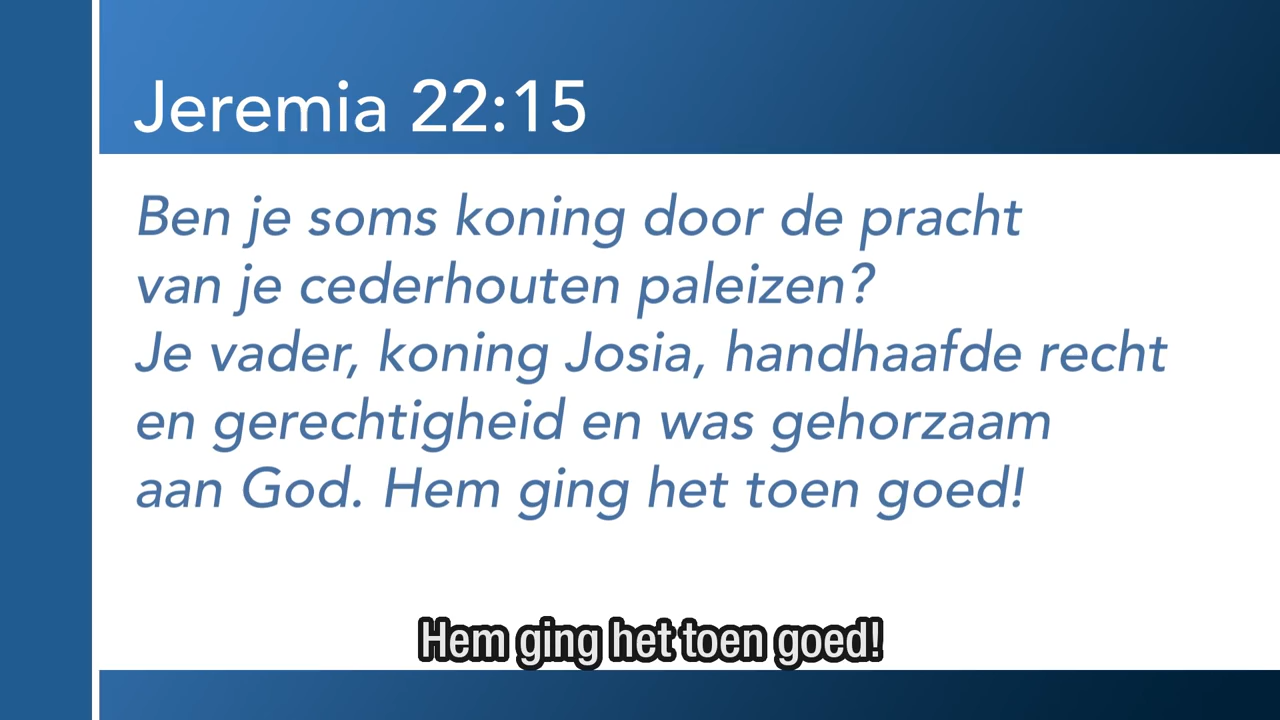 Jeremia 22:15
Ben je soms koning door de pracht
van je cederhouten paleizen?
Je vader, koning Josia, handhaafde recht
en gerechtigheid en was gehorzaam
aan God. Hem ging het toen goed!
Hem ging het toen goed!